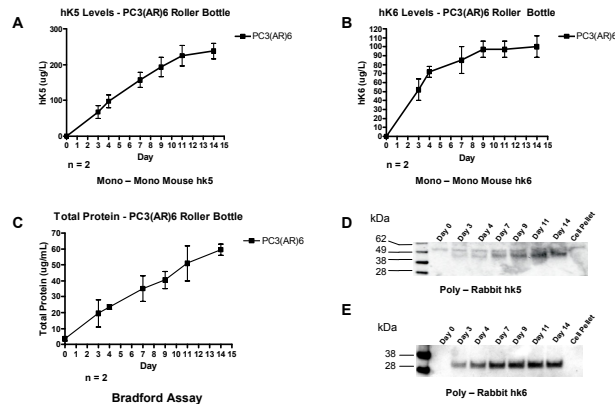 A
hK5 Levels - PC3(AR)6 Roller Bottle
hK5 (ug/L)
300
200
100
0
0 1 2 3 4 5 6 7 8 9 10 11 12 13 14 15
Day
PC3(AR)6
n = 2
Mono – Mono Mouse hk5
B
hK6 Levels - PC3(AR)6 Roller Bottle
hK6 (ug/L)
120
110
100
90
80
70
60
50
40
30
20
10
0
0 1 2 3 4 5 6 7 8 9 10 11 12 13 14 15
Day
PC3(AR)6
n = 2
Mono – Mono Mouse hk6
C
Total Protein - PC3(AR)6 Roller Bottle
Total Protein (ug/mL)
70
60
50
40
30
20
10
0
0 1 2 3 4 5 6 7 8 9 10 11 12 13 14 15
Day
PC3(AR)6
n = 2
Bradford Assay
D
kDa
Day 0 Day 3 Day 4 Day 7 Day 9 Day 11 Day 14 Cell Pellet
62
49
38
28
Poly – Rabbit hk5
E
kDa
Day 0 Day 3 Day 4 Day 7 Day 9 Day 11 Day 14 Cell Pellet
38
28
Poly – Rabbit hk6